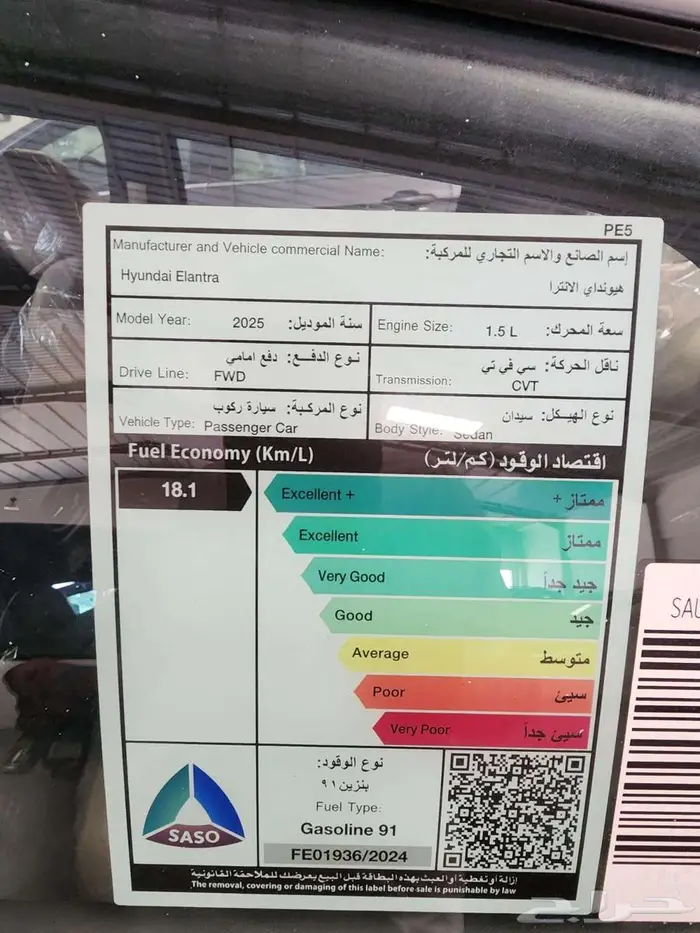 PE5
Manufacturer and Vehicle commercial Name: إسم الصانع والاسم التجاري للمركبة:
Hyundai Elantra هيونداي الانترا
Model Year: 2025 سنة الموديل:
Engine Size: 1.5 L سعة المحرك:
نوع الدفع: دفع امامي
Drive Line: FWD
ناقل الحركة: سي في تي
Transmission: CVT
نوع المركبة: سيارة ركوب
Vehicle Type: Passenger Car
نوع الهيكل: سيدان
Body Style: Sedan
Fuel Economy (Km/L) اقتصاد الوقود (كم/لتر)
18.1
Excellent + ممتاز +
Excellent ممتاز
Very Good جيد جداً
Good جيد
Average متوسط
Poor سيئ
Very Poor سيئ جداً
SASO
نوع الوقود:
بنزين ٩١
Fuel Type:
Gasoline 91
FE01936/2024
إزالة أو تغطية أو العبث بهذه البطاقة قبل البيع يعرضك للملاحقة القانونية
The removal, covering or damaging of this label before sale is punishable by law
SAU
حراج